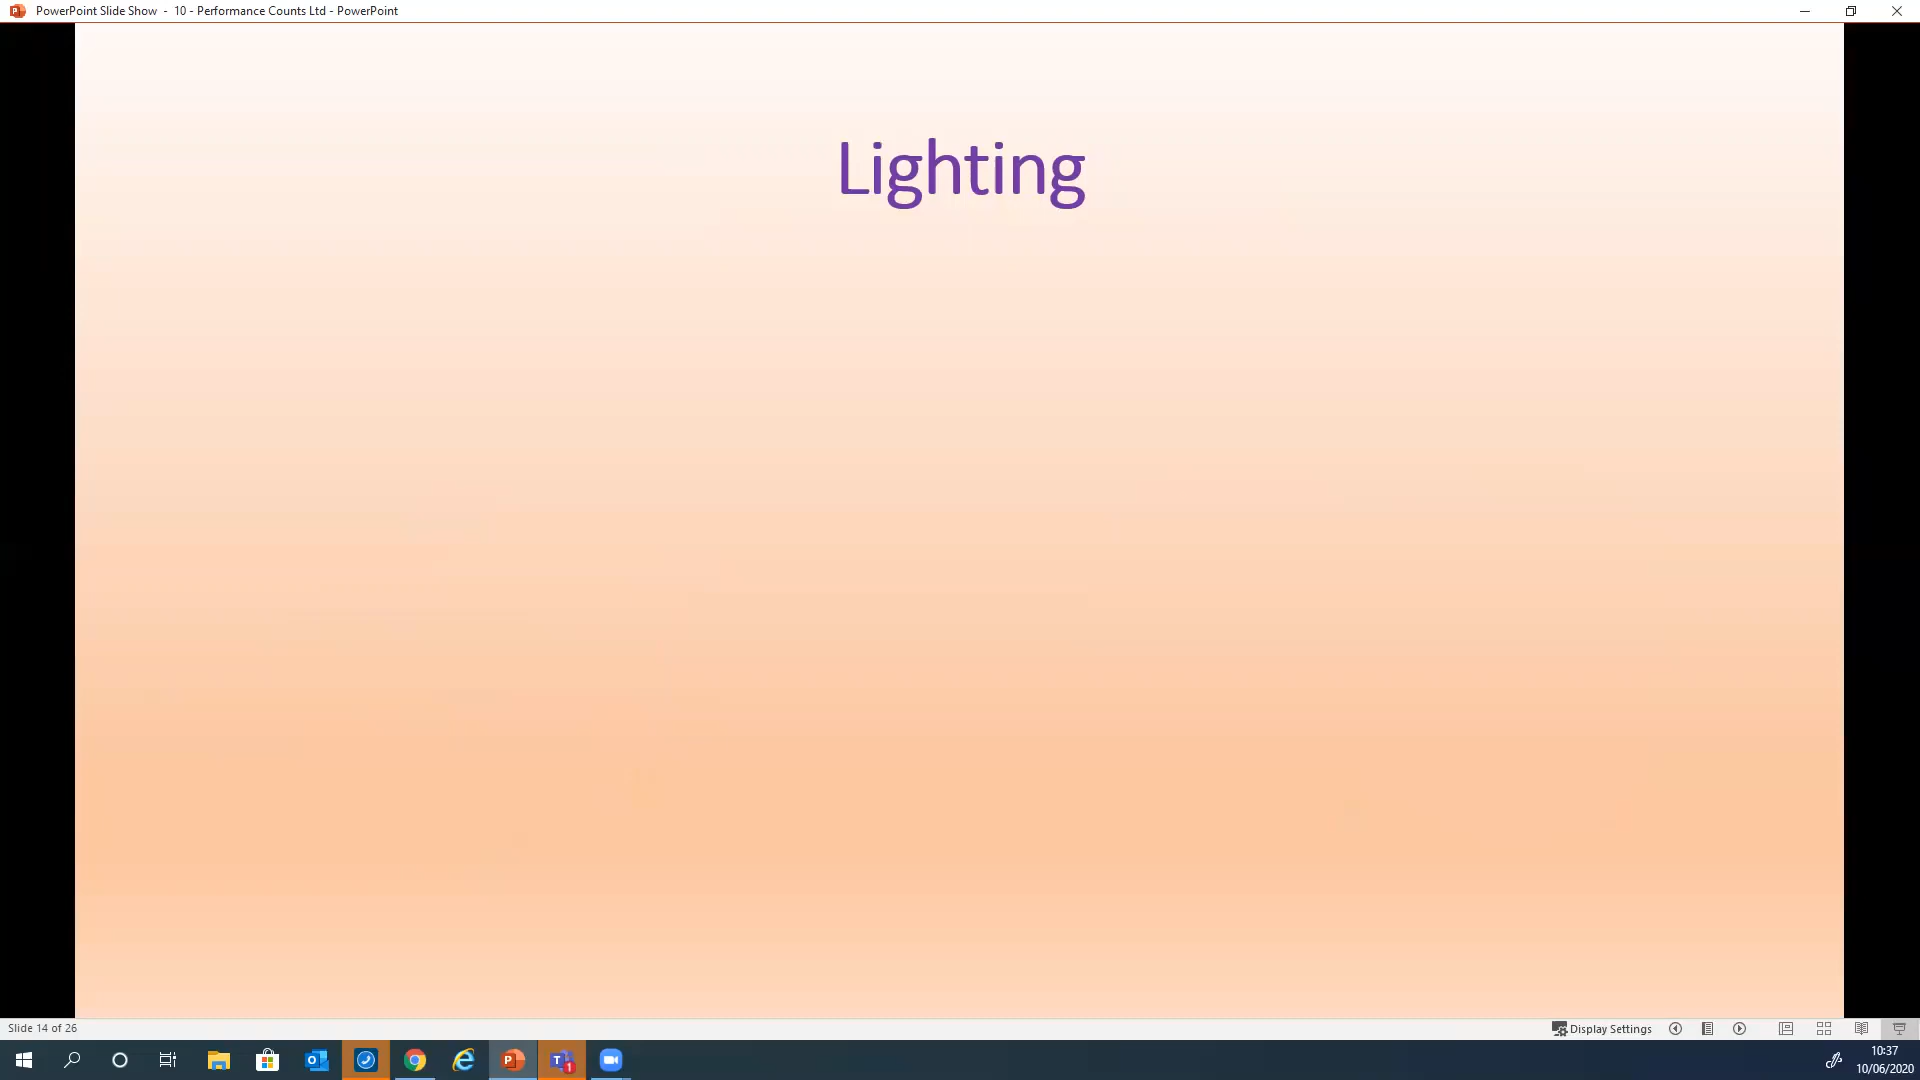 PowerPoint Slide Show - 10 - Performance Counts Ltd - PowerPoint
Lighting
Slide 14 of 26
Display Settings
10:37
10/06/2020